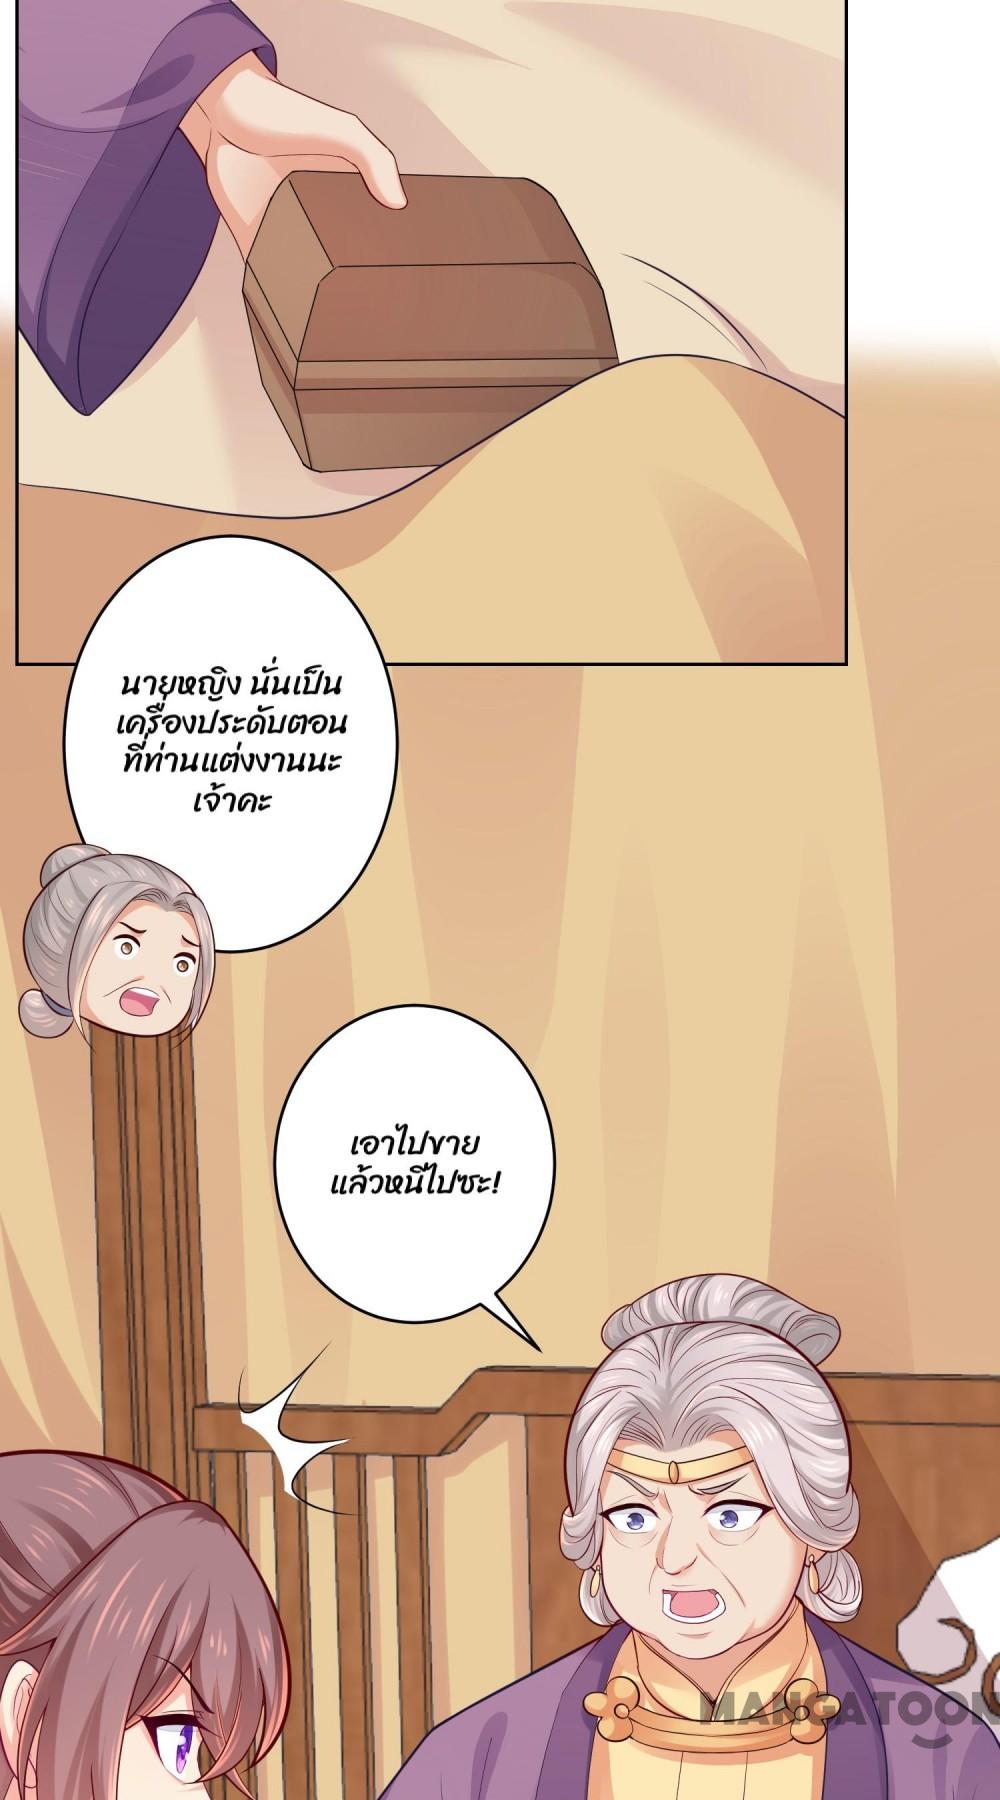 นายหญิง นั่นเป็น
เครื่องประดับตอน
ที่ท่านแต่งงานนะ
เจ้าคะ
เอาไปขาย
แล้วหนีไปซะ!
MANGATOON